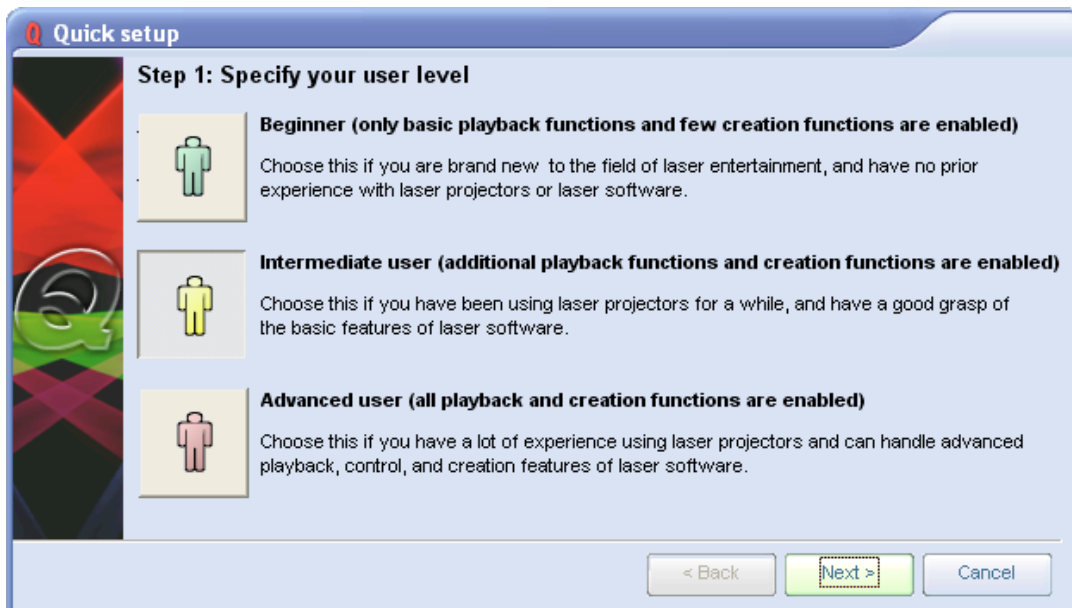 Quick setup
Step 1: Specify your user level
Beginner (only basic playback functions and few creation functions are enabled)
Choose this if you are brand new to the field of laser entertainment, and have no prior
experience with laser projectors or laser software.
Intermediate user (additional playback functions and creation functions are enabled)
Choose this if you have been using laser projectors for a while, and have a good grasp of
the basic features of laser software.
Advanced user (all playback and creation functions are enabled)
Choose this if you have a lot of experience using laser projectors and can handle advanced
playback, control, and creation features of laser software.
< Back Next > Cancel